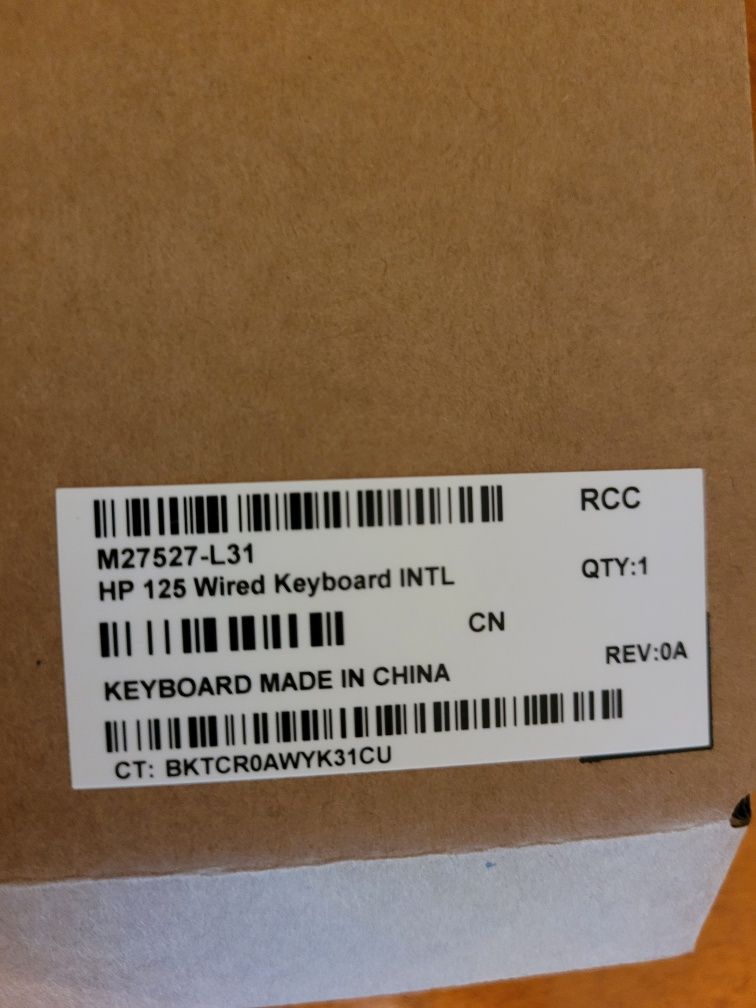 RCC
M27527-L31
HP 125 Wired Keyboard INTL
QTY:1
CN
REV:0A
KEYBOARD MADE IN CHINA
CT: BKTCR0AWYK31CU